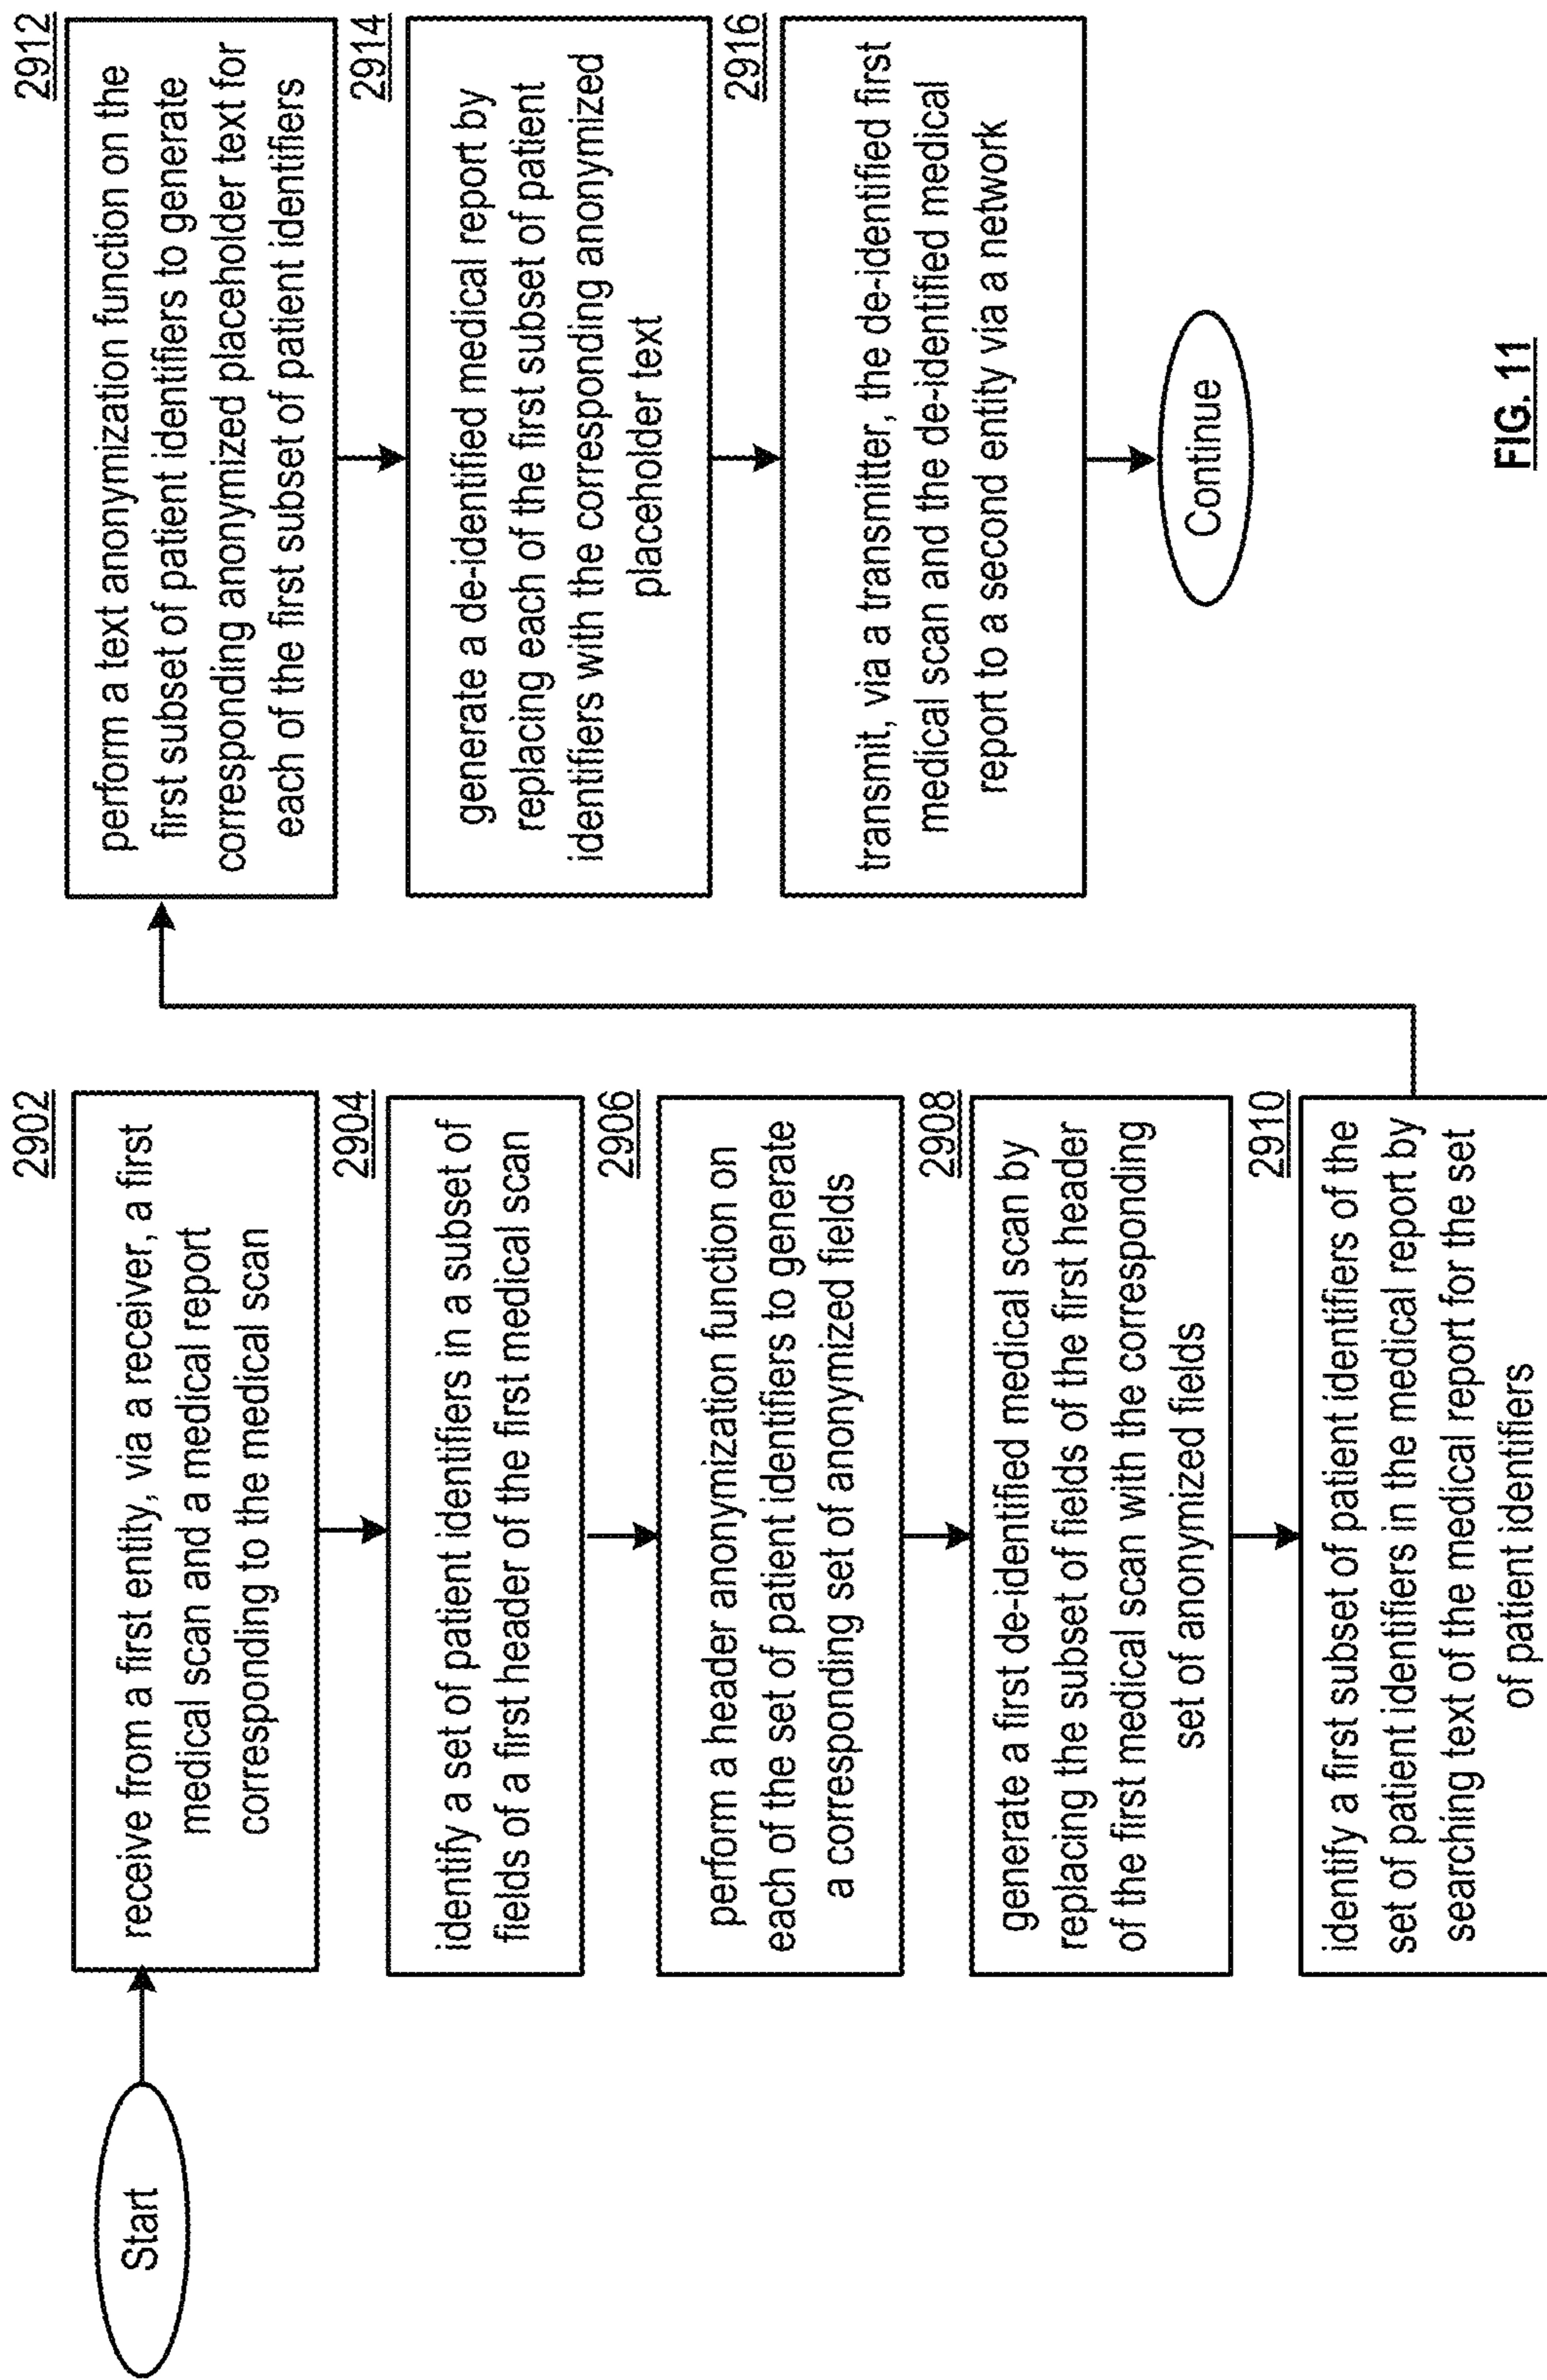 Start
2902
receive from a first entity, via a receiver, a first
medical scan and a medical report
corresponding to the medical scan
2904
identify a set of patient identifiers in a subset of
fields of a first header of the first medical scan
2906
perform a header anonymization function on
each of the set of patient identifiers to generate
a corresponding set of anonymized fields
2908
generate a first de-identified medical scan by
replacing the subset of fields of the first header
of the first medical scan with the corresponding
set of anonymized fields
2910
identify a first subset of patient identifiers of the
set of patient identifiers in the medical report by
searching text of the medical report for the set
of patient identifiers
2912
perform a text anonymization function on the
first subset of patient identifiers to generate
corresponding anonymized placeholder text for
each of the first subset of patient identifiers
2914
generate a de-identified medical report by
replacing each of the first subset of patient
identifiers with the corresponding anonymized
placeholder text
2916
transmit, via a transmitter, the de-identified first
medical scan and the de-identified medical
report to a second entity via a network
Continue
FIG. 11